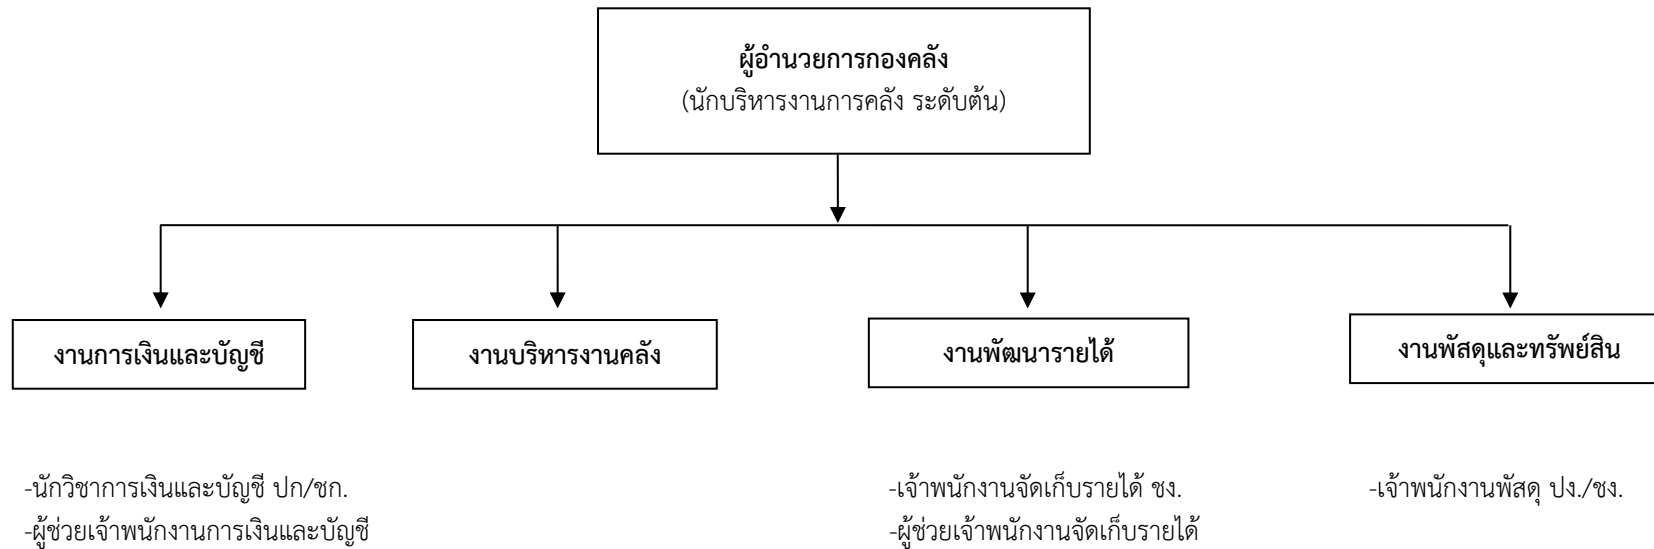 ผู้อำนวยการกองคลัง
(นักบริหารงานการคลัง ระดับต้น)
งานการเงินและบัญชี
งานบริหารงานคลัง
งานพัฒนารายได้
งานพัสดุและทรัพย์สิน
-นักวิชาการเงินและบัญชี ปก/ชก.
-ผู้ช่วยเจ้าพนักงานการเงินและบัญชี
-เจ้าพนักงานจัดเก็บรายได้ ชง.
-ผู้ช่วยเจ้าพนักงานจัดเก็บรายได้
-เจ้าพนักงานพัสดุ ปง./ชง.